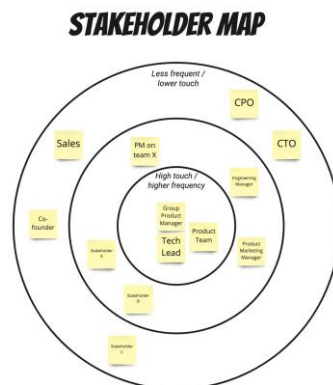 STAKEHOLDER MAP
Less frequent /
lower touch
CPO
Sales
CTO
PM on
team X
High touch /
higher frequency
Engineering
Manager
Group
Product
Manager
Co-
founder
Product
Team
Tech
Lead
Product
Marketing
Manager
Stakeholder
A
Stakeholder
B
Stakeholder
C